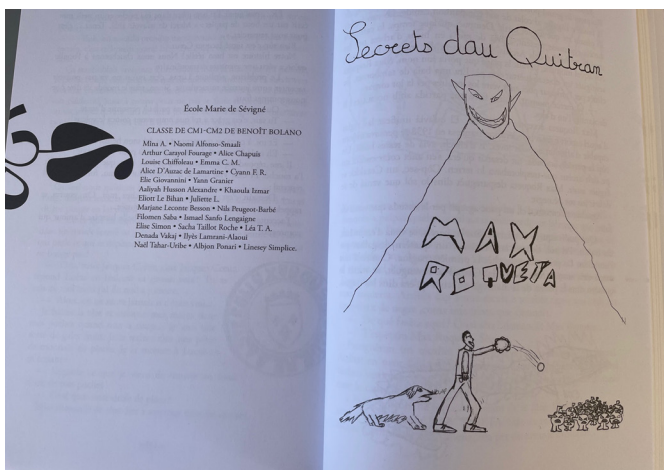 École Marie de Sévigné
CLASSE DE CM1-CM2 DE BENOÎT BOLANO
Mîna A. • Naomi Alfonso-Smaali
Arthur Carayol Fourage • Alice Chapuis
Louise Chiffoleau • Emma C. M.
Alice D'Auzac de Lamartine • Cyann F. R.
Elie Giovannini • Yann Granier
Aaliyah Husson Alexandre • Khaoula Izmar
Eliott Le Bihan • Juliette L.
Marjane Leconte Besson • Nils Peugeot-Barbé
Filomen Saba • Ismael Sanfo Lengaigne
Elise Simon • Sacha Taillot Roche • Léa T. A.
Denada Vakaj • Ilyès Lamrani-Alaoui
Naël Tahar-Uribe • Albjon Ponari • Linesey Simplice.
Secrets dau Quitran
MAX
ROQUETA